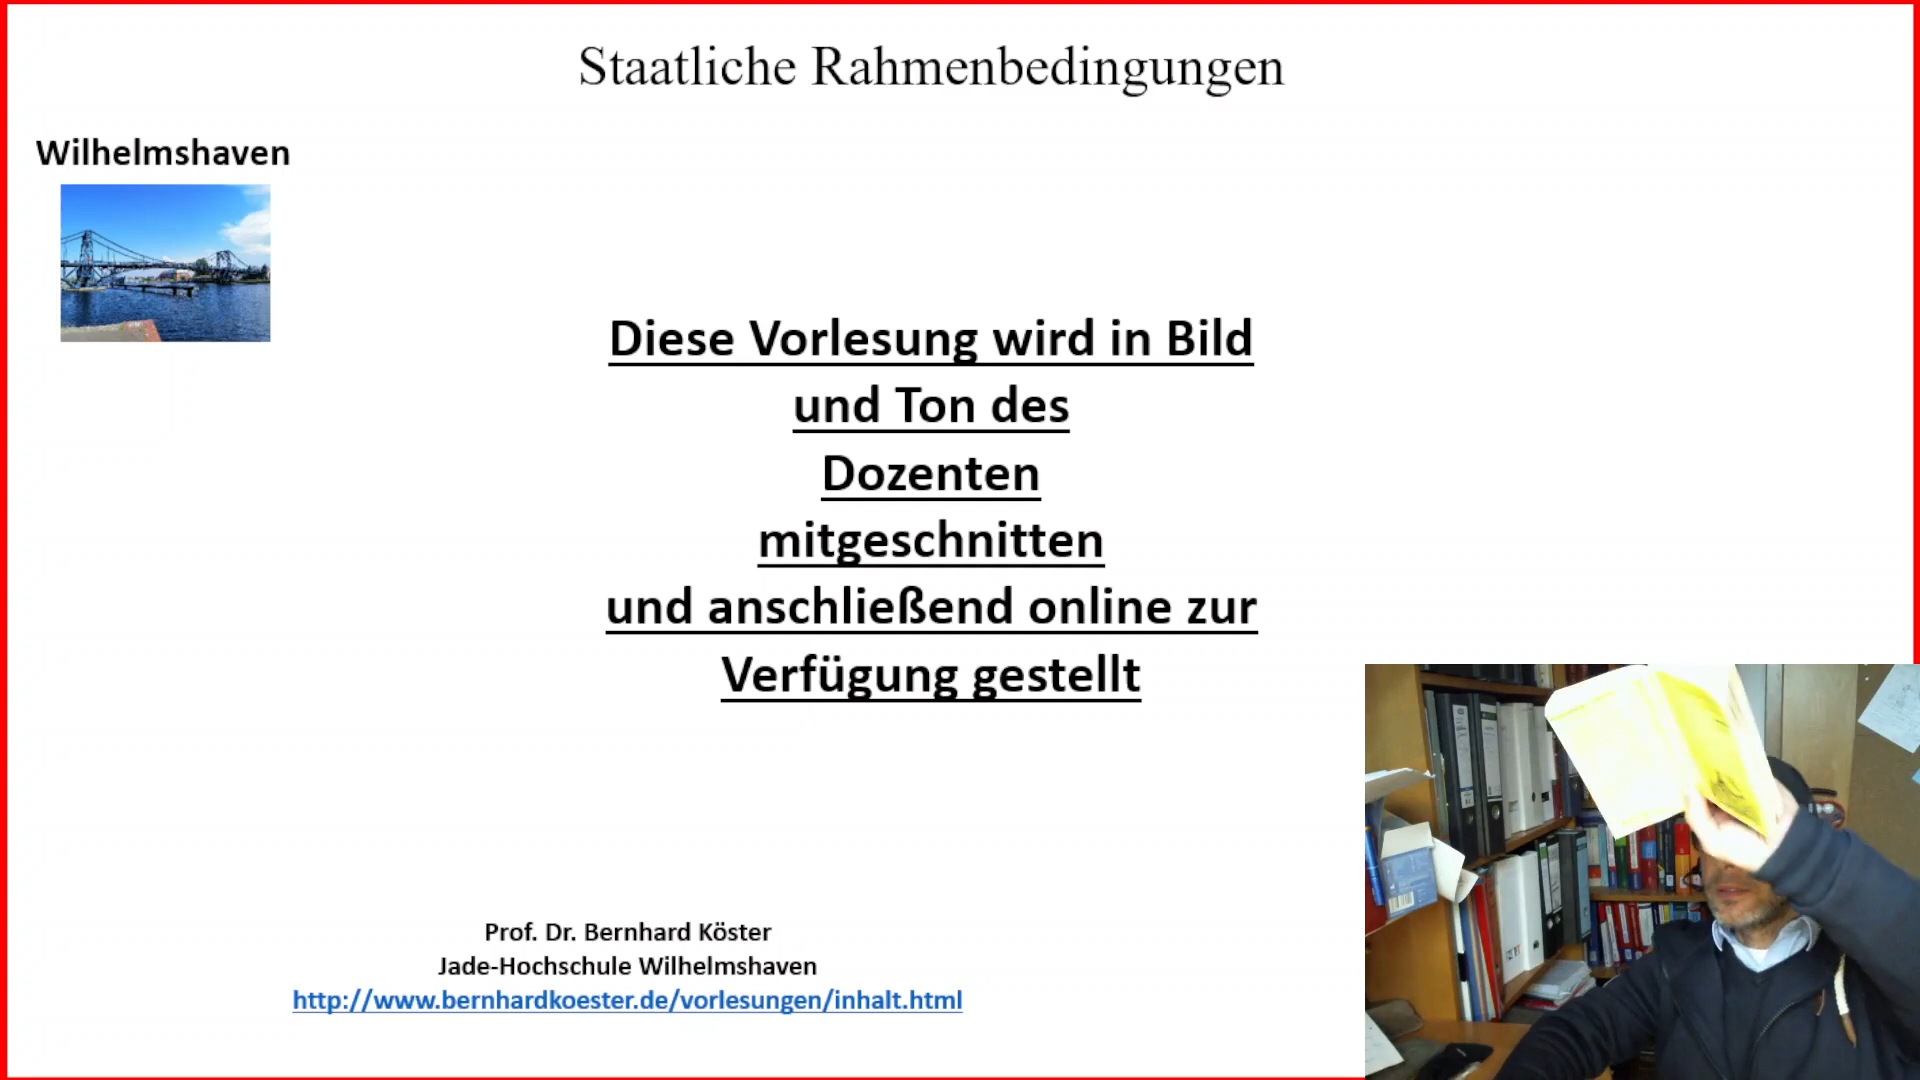 Staatliche Rahmenbedingungen
Wilhelmshaven
Diese Vorlesung wird in Bild
und Ton des
Dozenten
mitgeschnitten
und anschließend online zur
Verfügung gestellt
Prof. Dr. Bernhard Köster
Jade-Hochschule Wilhelmshaven
http://www.bernhardkoester.de/vorlesungen/inhalt.html